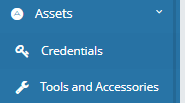 Assets
Credentials
Tools and Accessories